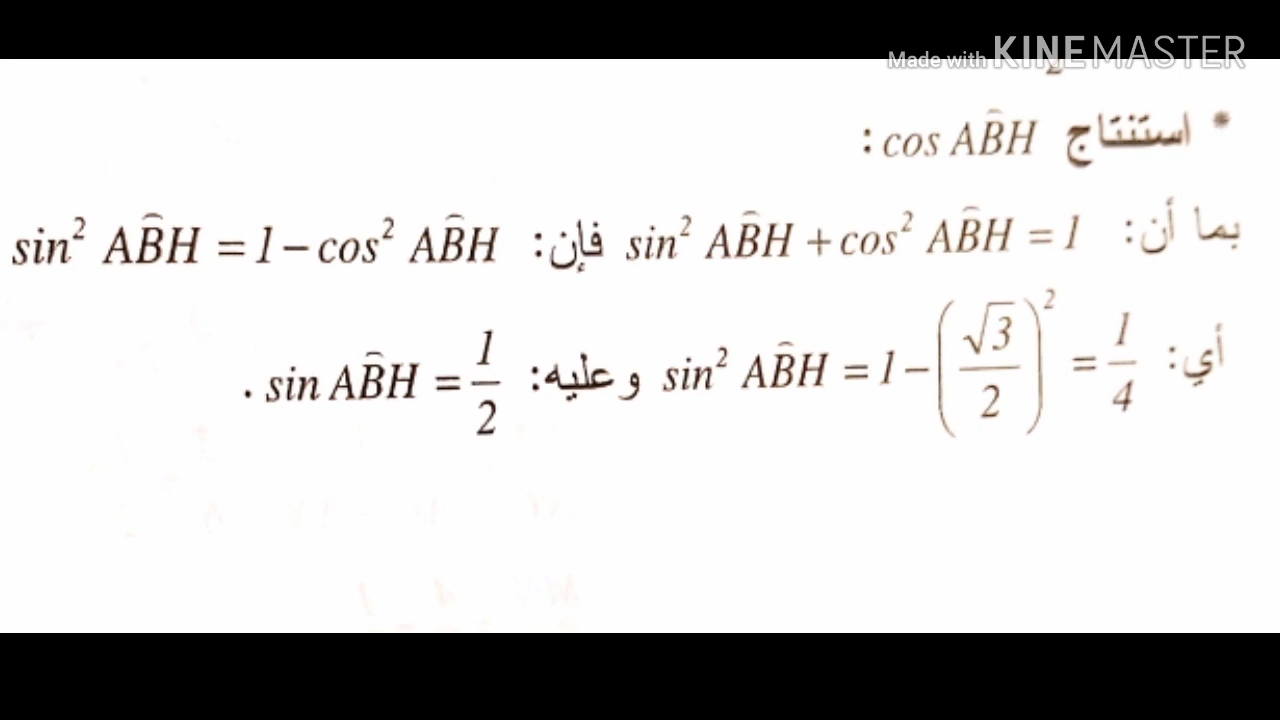 Made with KINEMASTER
* استنتاج cos AB̂H :
بما أن: sin² AB̂H + cos² AB̂H = 1 فإن: sin² AB̂H = 1 − cos² AB̂H
أي: sin² AB̂H = 1 − (√3/2)² = 1/4 و عليه: sin AB̂H = 1/2 .